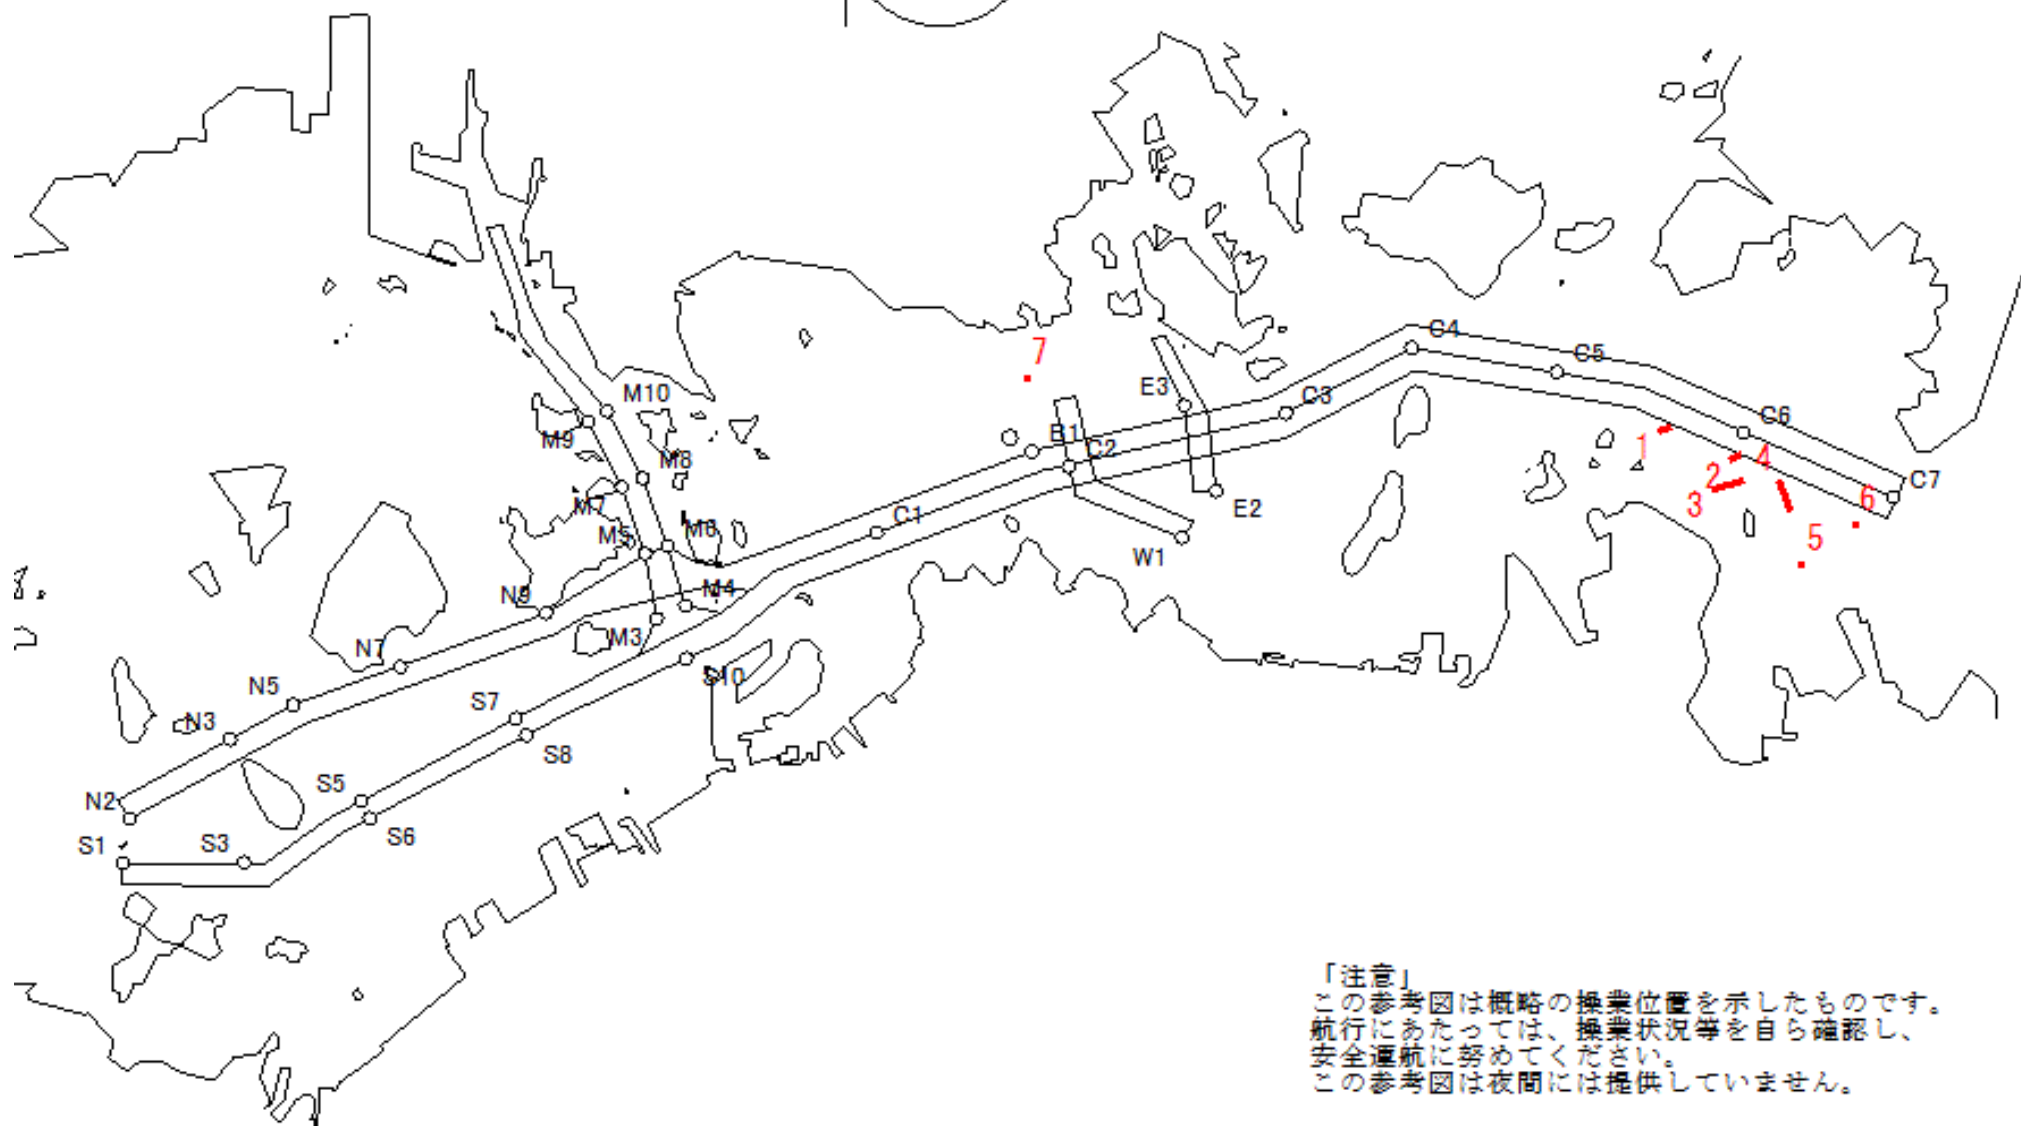 7
C4
C5
E3
M10
C3
C6
M9
B1
1
C2
M8
2
4
C7
M7
3
6
E2
C1
M5
M6
5
W1
N9
M4
M3
N7
S10
N5
S7
N3
S8
S5
N2
S6
S1
S3
「注意」
この参考図は概略の操業位置を示したものです。
航行にあたっては、操業状況等を自ら確認し、
安全運航に努めてください。
この参考図は夜間には提供していません。